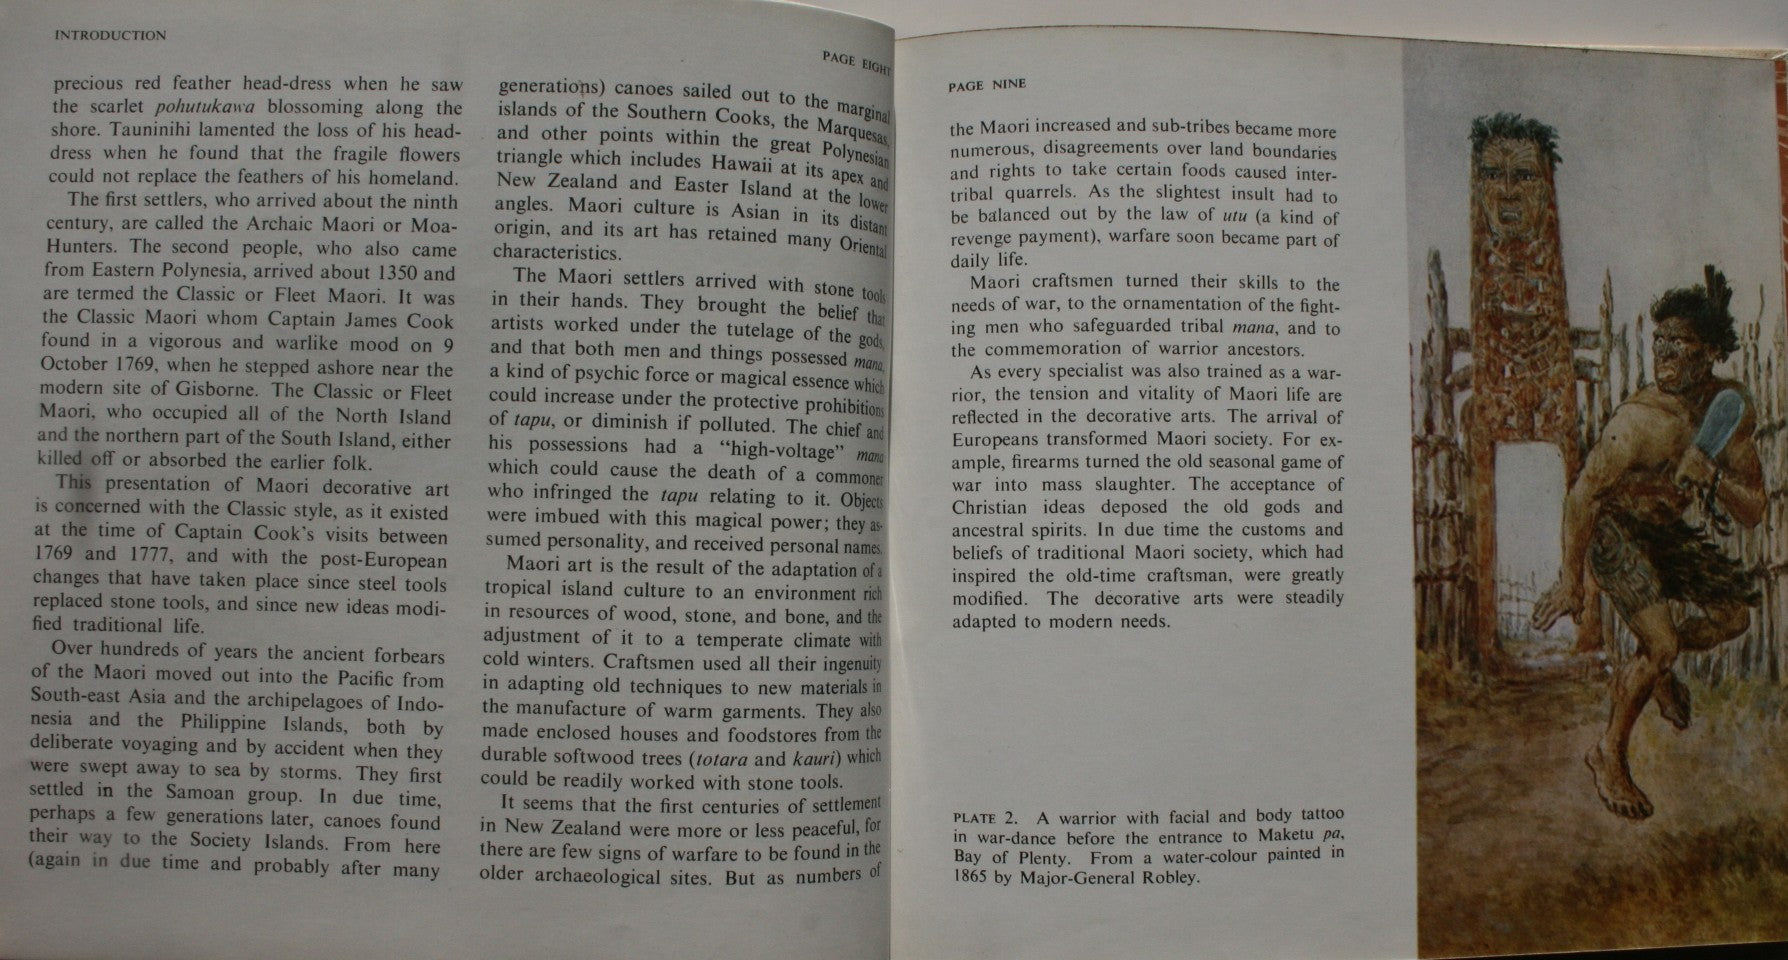 INTRODUCTION
PAGE EIGHT
precious red feather head-dress when he saw
the scarlet pohutukawa blossoming along the
shore. Tauninihi lamented the loss of his head-
dress when he found that the fragile flowers
could not replace the feathers of his homeland.
The first settlers, who arrived about the ninth
century, are called the Archaic Maori or Moa-
Hunters. The second people, who also came
from Eastern Polynesia, arrived about 1350 and
are termed the Classic or Fleet Maori. It was
the Classic Maori whom Captain James Cook
found in a vigorous and warlike mood on 9
October 1769, when he stepped ashore near the
modern site of Gisborne. The Classic or Fleet
Maori, who occupied all of the North Island
and the northern part of the South Island, either
killed off or absorbed the earlier folk.
This presentation of Maori decorative art
is concerned with the Classic style, as it existed
at the time of Captain Cook's visits between
1769 and 1777, and with the post-European
changes that have taken place since steel tools
replaced stone tools, and since new ideas modi-
fied traditional life.
Over hundreds of years the ancient forbears
of the Maori moved out into the Pacific from
South-east Asia and the archipelagoes of Indo-
nesia and the Philippine Islands, both by
deliberate voyaging and by accident when they
were swept away to sea by storms. They first
settled in the Samoan group. In due time,
perhaps a few generations later, canoes found
their way to the Society Islands. From here
(again in due time and probably after many
generations) canoes sailed out to the marginal
islands of the Southern Cooks, the Marquesas,
and other points within the great Polynesian
triangle which includes Hawaii at its apex and
New Zealand and Easter Island at the lower
angles. Maori culture is Asian in its distant
origin, and its art has retained many Oriental
characteristics.
The Maori settlers arrived with stone tools
in their hands. They brought the belief that
artists worked under the tutelage of the gods,
and that both men and things possessed mana,
a kind of psychic force or magical essence which
could increase under the protective prohibitions
of tapu, or diminish if polluted. The chief and
his possessions had a "high-voltage" mana
which could cause the death of a commoner
who infringed the tapu relating to it. Objects
were imbued with this magical power; they as-
sumed personality, and received personal names.
Maori art is the result of the adaptation of a
tropical island culture to an environment rich
in resources of wood, stone, and bone, and the
adjustment of it to a temperate climate with
cold winters. Craftsmen used all their ingenuity
in adapting old techniques to new materials in
the manufacture of warm garments. They also
made enclosed houses and foodstores from the
durable softwood trees (totara and kauri) which
could be readily worked with stone tools.
It seems that the first centuries of settlement
in New Zealand were more or less peaceful, for
there are few signs of warfare to be found in the
older archaeological sites. But as numbers of
PAGE NINE
the Maori increased and sub-tribes became more
numerous, disagreements over land boundaries
and rights to take certain foods caused inter-
tribal quarrels. As the slightest insult had to
be balanced out by the law of utu (a kind of
revenge payment), warfare soon became part of
daily life.
Maori craftsmen turned their skills to the
needs of war, to the ornamentation of the fight-
ing men who safeguarded tribal mana, and to
the commemoration of warrior ancestors.
As every specialist was also trained as a war-
rior, the tension and vitality of Maori life are
reflected in the decorative arts. The arrival of
Europeans transformed Maori society. For ex-
ample, firearms turned the old seasonal game of
war into mass slaughter. The acceptance of
Christian ideas deposed the old gods and
ancestral spirits. In due time the customs and
beliefs of traditional Maori society, which had
inspired the old-time craftsman, were greatly
modified. The decorative arts were steadily
adapted to modern needs.
PLATE 2. A warrior with facial and body tattoo
in war-dance before the entrance to Maketu pa,
Bay of Plenty. From a water-colour painted in
1865 by Major-General Robley.